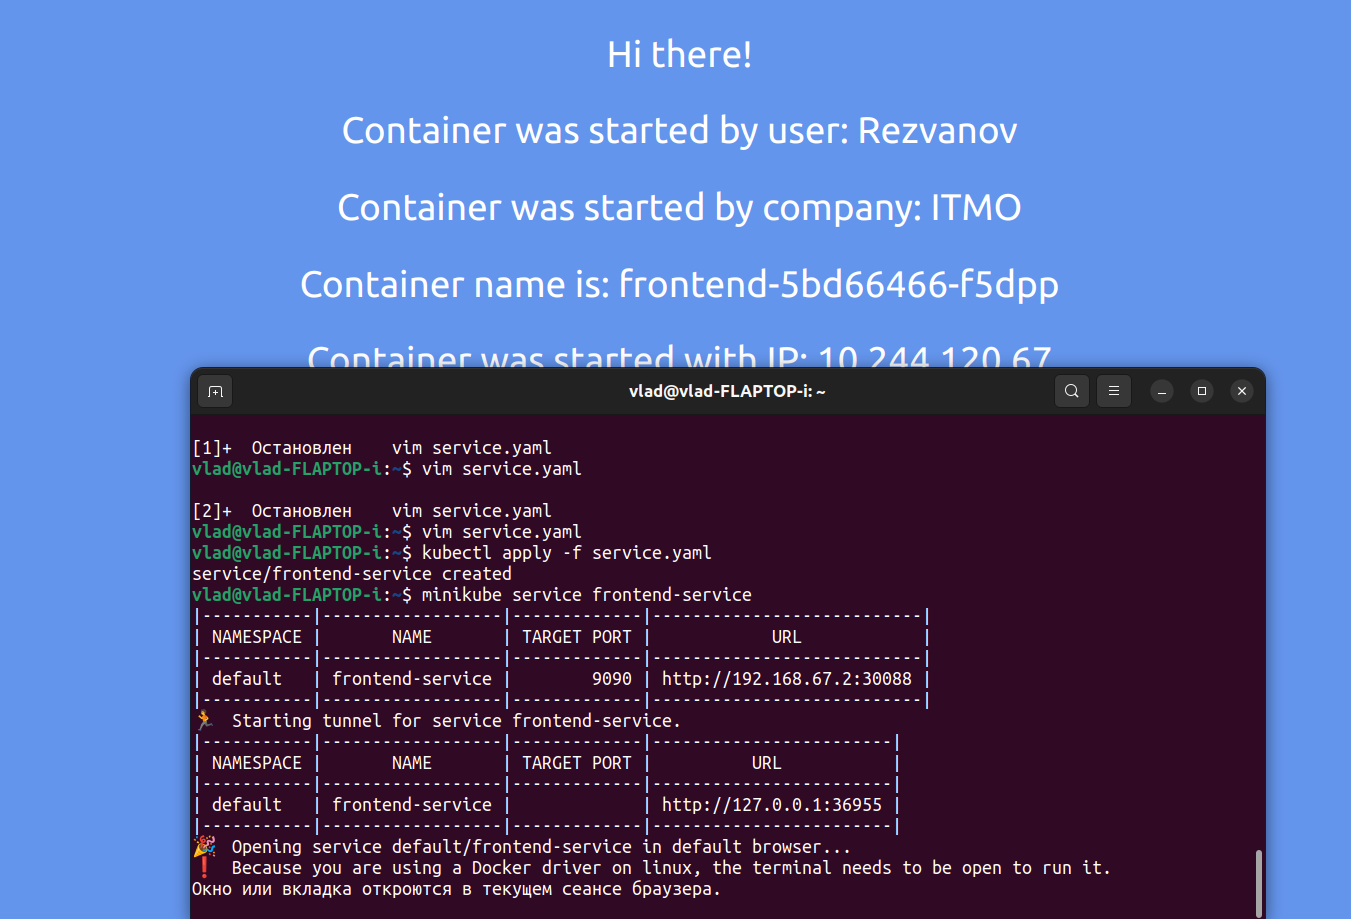 Hi there!
Container was started by user: Rezvanov
Container was started by company: ITMO
Container name is: frontend-5bd66466-f5dpp
Container was started with IP: 10.244.120.67
vlad@vlad-FLAPTOP-i: ~
[1]+  Остановлен    vim service.yaml
vlad@vlad-FLAPTOP-i:~$ vim service.yaml
[2]+  Остановлен    vim service.yaml
vlad@vlad-FLAPTOP-i:~$ vim service.yaml
vlad@vlad-FLAPTOP-i:~$ kubectl apply -f service.yaml
service/frontend-service created
vlad@vlad-FLAPTOP-i:~$ minikube service frontend-service
|-----------|------------------|-------------|---------------------------|
| NAMESPACE |       NAME       | TARGET PORT |            URL            |
|-----------|------------------|-------------|---------------------------|
| default   | frontend-service |        9090 | http://192.168.67.2:30088 |
|-----------|------------------|-------------|---------------------------|
🏃  Starting tunnel for service frontend-service.
|-----------|------------------|-------------|------------------------|
| NAMESPACE |       NAME       | TARGET PORT |          URL           |
|-----------|------------------|-------------|------------------------|
| default   | frontend-service |             | http://127.0.0.1:36955 |
|-----------|------------------|-------------|------------------------|
🎉  Opening service default/frontend-service in default browser...
❗  Because you are using a Docker driver on linux, the terminal needs to be open to run it.
Окно или вкладка откроются в текущем сеансе браузера.